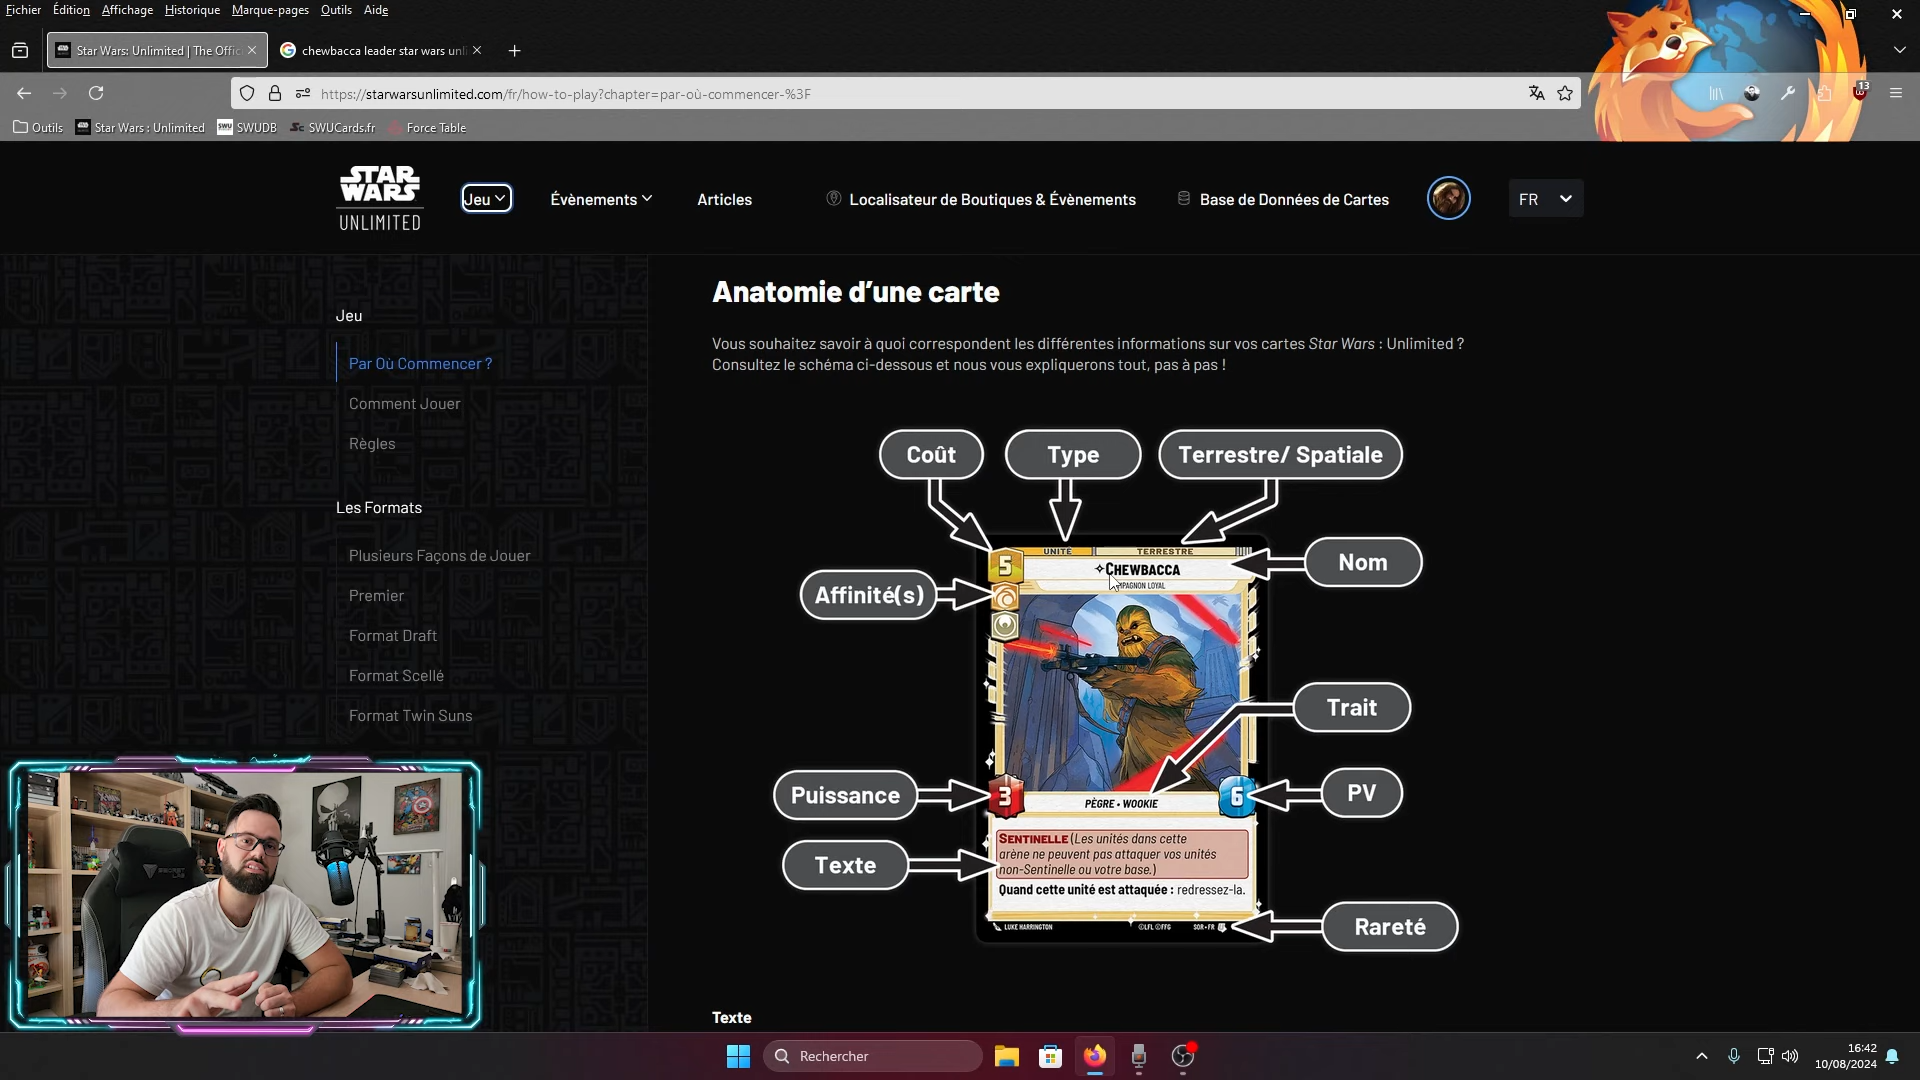 Fichier Édition Affichage Historique Marque-pages Outils Aide
Star Wars: Unlimited | The Offic
chewbacca leader star wars unli
https://starwarsunlimited.com/fr/how-to-play?chapter=par-où-commencer-%3F
13
Outils Star Wars : Unlimited SWUDB SWUCards.fr Force Table
STAR WARS UNLIMITED
Jeu Évènements Articles Localisateur de Boutiques & Évènements Base de Données de Cartes FR
Jeu
Par Où Commencer ?
Comment Jouer
Règles
Les Formats
Plusieurs Façons de Jouer
Premier
Format Draft
Format Scellé
Format Twin Suns
Anatomie d'une carte
Vous souhaitez savoir à quoi correspondent les différentes informations sur vos cartes Star Wars : Unlimited ?
Consultez le schéma ci-dessous et nous vous expliquerons tout, pas à pas !
Coût Type Terrestre/ Spatiale
UNITÉ TERRESTRE
5 CHEWBACCA
Nom
Affinité(s)
Trait
Puissance
3 PÈGRE • WOOKIE 6
PV
Texte
SENTINELLE (Les unités dans cette
arène ne peuvent pas attaquer vos unités
non-Sentinelle ou votre base.)
Quand cette unité est attaquée : redressez-la.
LUKE HARRINGTON ©LFL ©FFG SOR•FR
Rareté
Texte
Rechercher
16:42
10/08/2024